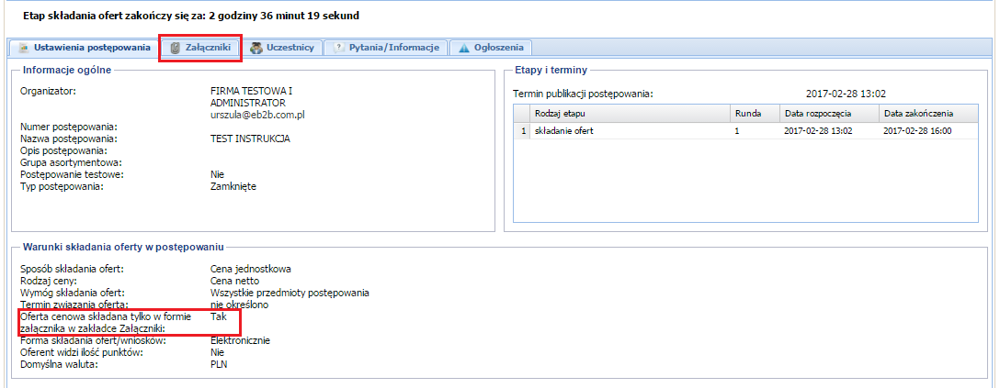 Etap składania ofert zakończy się za: 2 godziny 36 minut 19 sekund
Ustawienia postępowania Załączniki Uczestnicy Pytania/Informacje Ogłoszenia
Informacje ogólne
Organizator: FIRMA TESTOWA I
ADMINISTRATOR
urszula@eb2b.com.pl
Numer postępowania:
Nazwa postępowania: TEST INSTRUKCJA
Opis postępowania:
Grupa asortymentowa:
Postępowanie testowe: Nie
Typ postępowania: Zamknięte
Etapy i terminy
Termin publikacji postępowania: 2017-02-28 13:02
Rodzaj etapu Runda Data rozpoczęcia Data zakończenia
1 składanie ofert 1 2017-02-28 13:02 2017-02-28 16:00
Warunki składania oferty w postępowaniu
Sposób składania ofert: Cena jednostkowa
Rodzaj ceny: Cena netto
Wymóg składania ofert: Wszystkie przedmioty postępowania
Termin związania ofertą: nie określono
Oferta cenowa składana tylko w formie Tak
załącznika w zakładce Załączniki:
Forma składania ofert/wniosków: Elektronicznie
Oferent widzi ilość punktów: Nie
Domyślna waluta: PLN